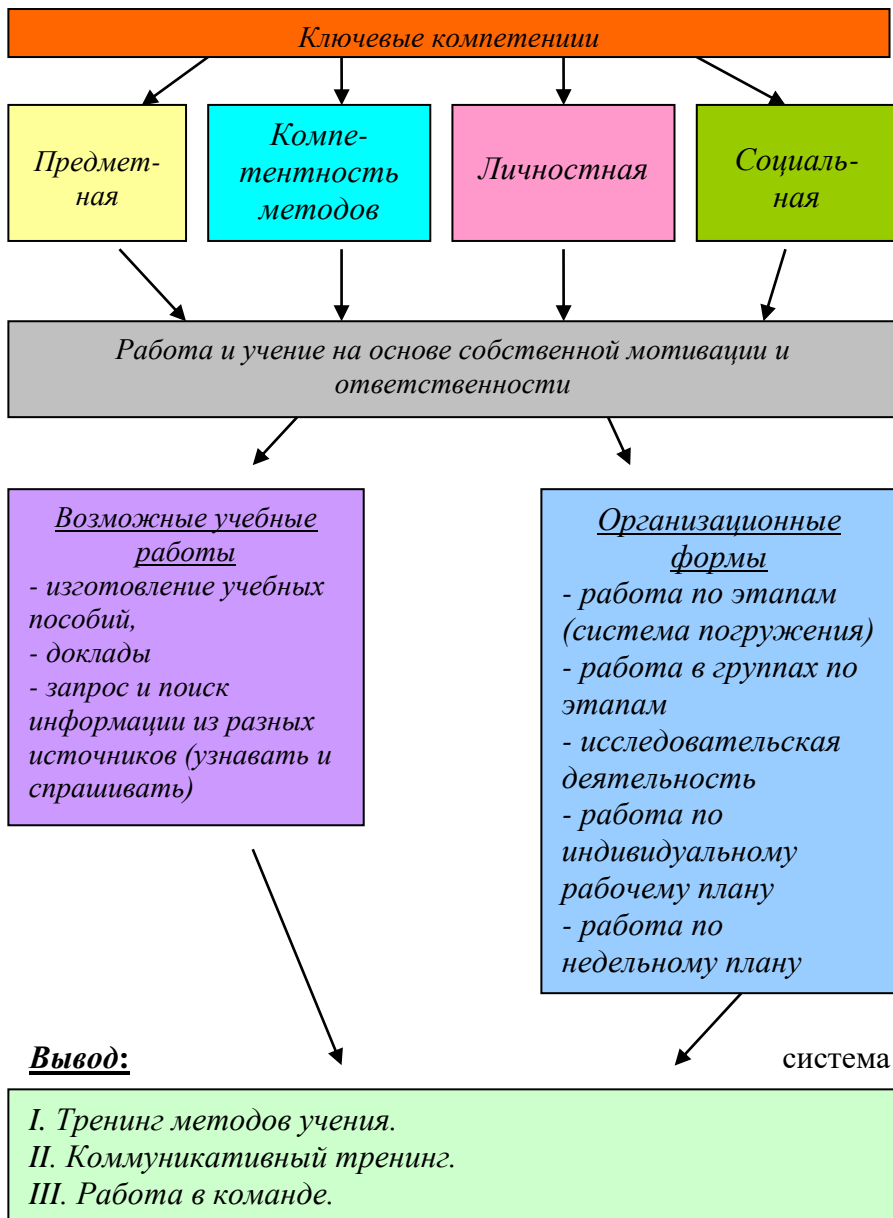 Ключевые компетениии
Предмет-
ная
Компе-
тентность
методов
Личностная
Социаль-
ная
Работа и учение на основе собственной мотивации и
ответственности
Возможные учебные
работы
- изготовление учебных
пособий,
- доклады
- запрос и поиск
информации из разных
источников (узнавать и
спрашивать)
Организационные
формы
- работа по этапам
(система погружения)
- работа в группах по
этапам
- исследовательская
деятельность
- работа по
индивидуальному
рабочему плану
- работа по
недельному плану
Вывод: система
I. Тренинг методов учения.
II. Коммуникативный тренинг.
III. Работа в команде.